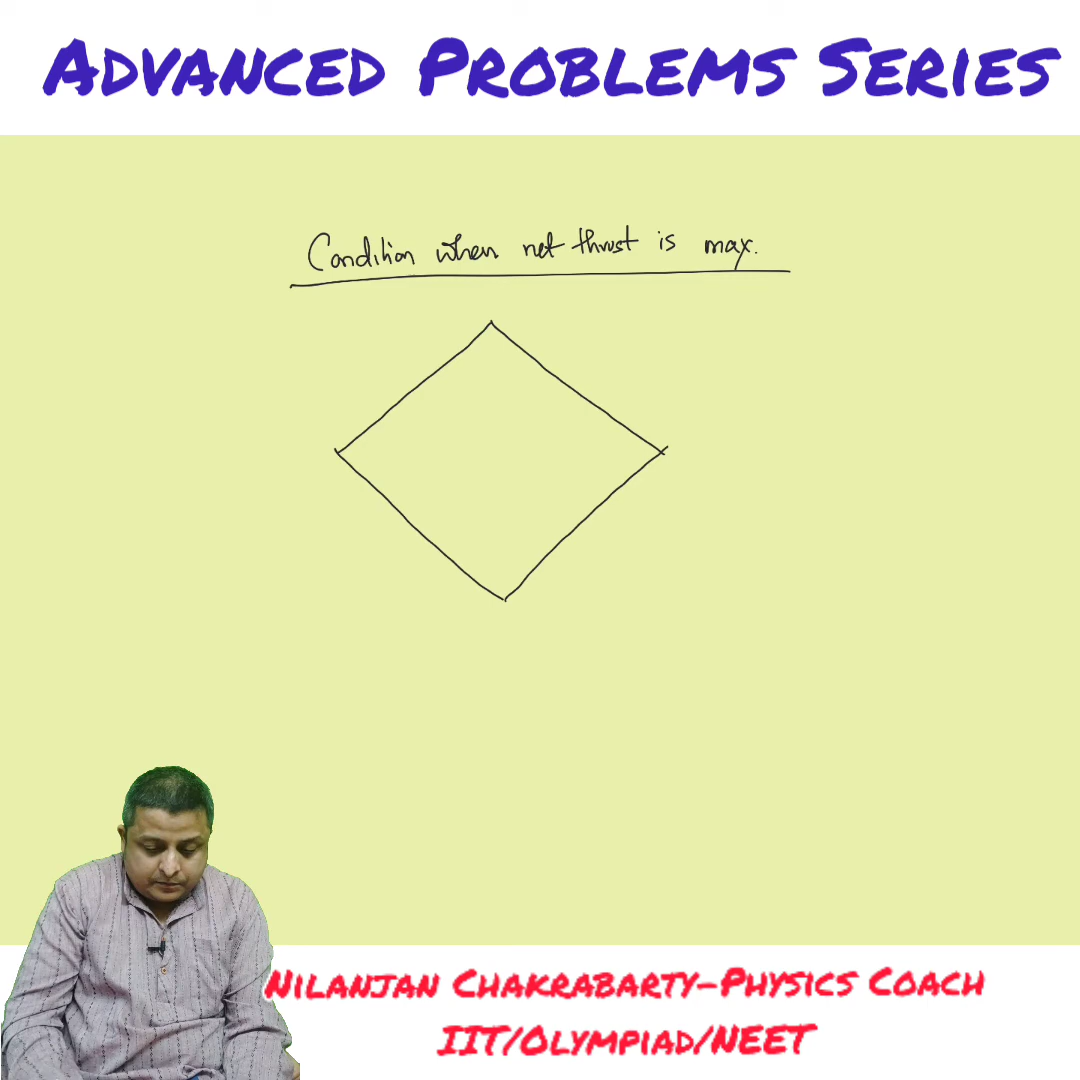 ADVANCED PROBLEMS SERIES
Condition when net thrust is max.
NILANJAN CHAKRABARTY-PHYSICS COACH
IIT/OLYMPIAD/NEET